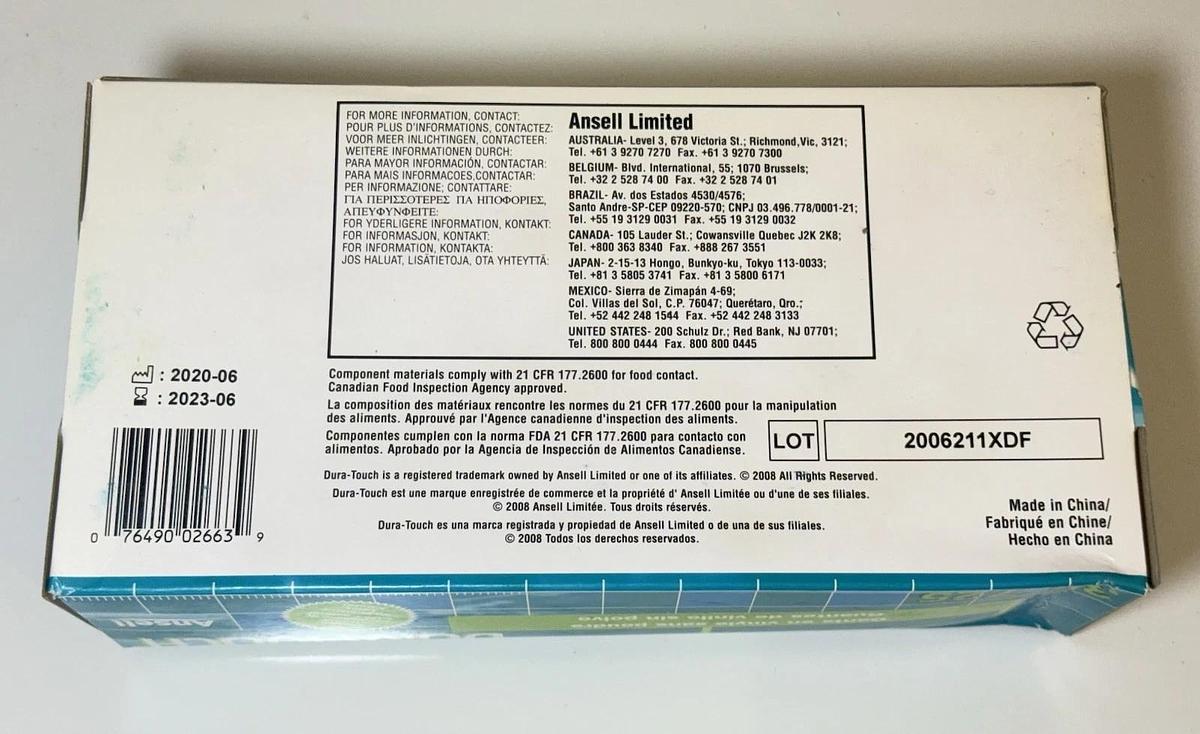 FOR MORE INFORMATION, CONTACT:
POUR PLUS D'INFORMATIONS, CONTACTEZ:
VOOR MEER INLICHTINGEN, CONTACTEER:
WEITERE INFORMATIONEN DURCH:
PARA MAYOR INFORMACIÓN, CONTACTAR:
PARA MAIS INFORMACOES,CONTACTAR:
PER INFORMAZIONE; CONTATTARE:
ΓIΑ ΠΕΡΙΣΣΟΤΕΡΕΣ ΠΑ ΗΠΟΦΟΡΙΕΣ,
ΑΠΕΥΦΥΝΦΕΙΤΕ:
FOR YDERLIGERE INFORMATION, KONTAKT:
FOR INFORMASJON, KONTAKT:
FOR INFORMATION, KONTAKTA:
JOS HALUAT, LISÄTIETOJA, OTA YHTEYTTÄ:
Ansell Limited
AUSTRALIA- Level 3, 678 Victoria St.; Richmond,Vic, 3121;
Tel. +61 3 9270 7270 Fax. +61 3 9270 7300
BELGIUM- Blvd. International, 55; 1070 Brussels;
Tel. +32 2 528 74 00 Fax. +32 2 528 74 01
BRAZIL- Av. dos Estados 4530/4576;
Santo Andre-SP-CEP 09220-570; CNPJ 03.496.778/0001-21;
Tel. +55 19 3129 0031 Fax. +55 19 3129 0032
CANADA- 105 Lauder St.; Cowansville Quebec J2K 2K8;
Tel. +800 363 8340 Fax. +888 267 3551
JAPAN- 2-15-13 Hongo, Bunkyo-ku, Tokyo 113-0033;
Tel. +81 3 5805 3741 Fax. +81 3 5800 6171
MEXICO- Sierra de Zimapán 4-69;
Col. Villas del Sol, C.P. 76047; Querétaro, Qro.;
Tel. +52 442 248 1544 Fax. +52 442 248 3133
UNITED STATES- 200 Schulz Dr.; Red Bank, NJ 07701;
Tel. 800 800 0444 Fax. 800 800 0445
: 2020-06
: 2023-06
Component materials comply with 21 CFR 177.2600 for food contact.
Canadian Food Inspection Agency approved.
La composition des matériaux rencontre les normes du 21 CFR 177.2600 pour la manipulation
des aliments. Approuvé par l'Agence canadienne d'inspection des aliments.
Componentes cumplen con la norma FDA 21 CFR 177.2600 para contacto con
alimentos. Aprobado por la Agencia de Inspección de Alimentos Canadiense.
LOT
2006211XDF
Dura-Touch is a registered trademark owned by Ansell Limited or one of its affiliates. © 2008 All Rights Reserved.
Dura-Touch est une marque enregistrée de commerce et la propriété d' Ansell Limitée ou d'une de ses filiales.
© 2008 Ansell Limitée. Tous droits réservés.
Dura-Touch es una marca registrada y propiedad de Ansell Limited o de una de sus filiales.
© 2008 Todos los derechos reservados.
Made in China/
Fabriqué en Chine/
Hecho en China
0 76490 02663 9
Ansell
Gants en vinyle sans poudre
Guantes de vinilo sin polvo